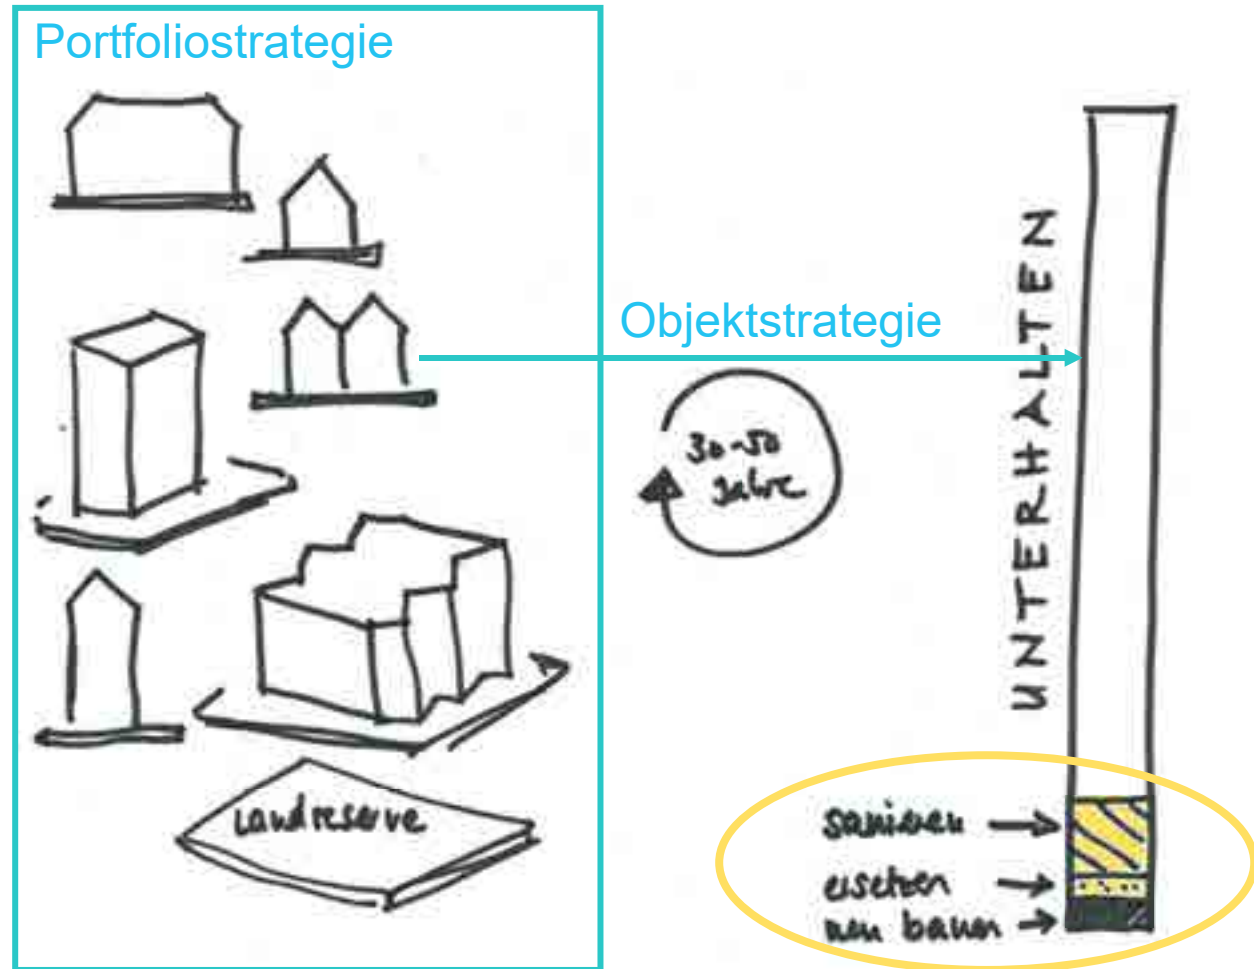 Portfoliostrategie
Landreserve
Objektstrategie
30-50
Jahre
UNTERHALTEN
sanieren
ersetzen
neu bauen